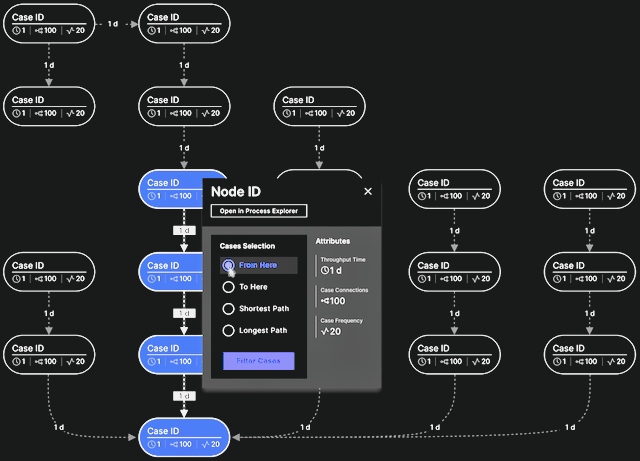 Case ID
1 100 20
1 d
Case ID
1 100 20
1 d
1 d
Case ID
1 100 20
Case ID
1 100 20
Case ID
1 100 20
1 d
1 d
Case ID
1 100
Case ID
1 100 20
Case ID
1 100 20
1 d
1 d
1 d
Case ID
1 100 20
Case ID
1 100
Case ID
1 100 20
Case ID
1 100 20
1 d
1 d
1 d
1 d
Case ID
1 100 20
Case ID
1 100
Case ID
1 100 20
Case ID
1 100 20
1 d
1 d
1 d
1 d
1 d
Case ID
1 100 20
Node ID
Open in Process Explorer
Cases Selection
From Here
To Here
Shortest Path
Longest Path
Filter Cases
Attributes
Throughput Time
1 d
Case Connections
100
Case Frequency
20